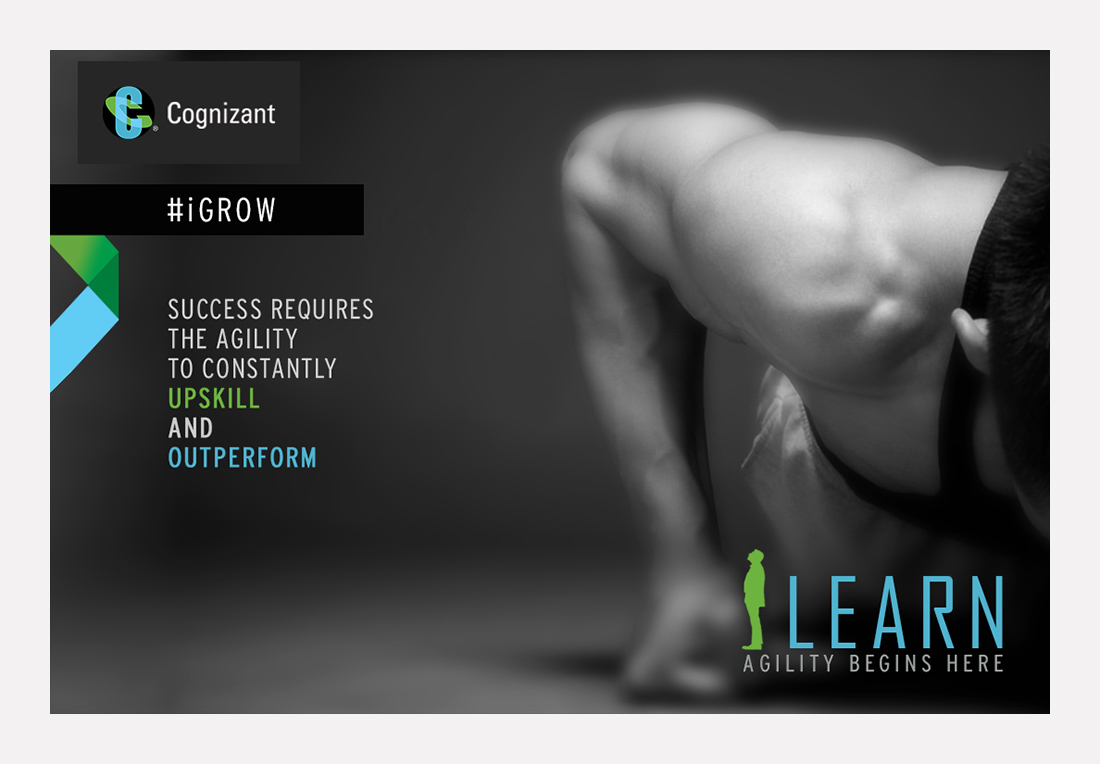 Cognizant
#iGROW
SUCCESS REQUIRES
THE AGILITY
TO CONSTANTLY
UPSKILL
AND
OUTPERFORM
LEARN
AGILITY BEGINS HERE